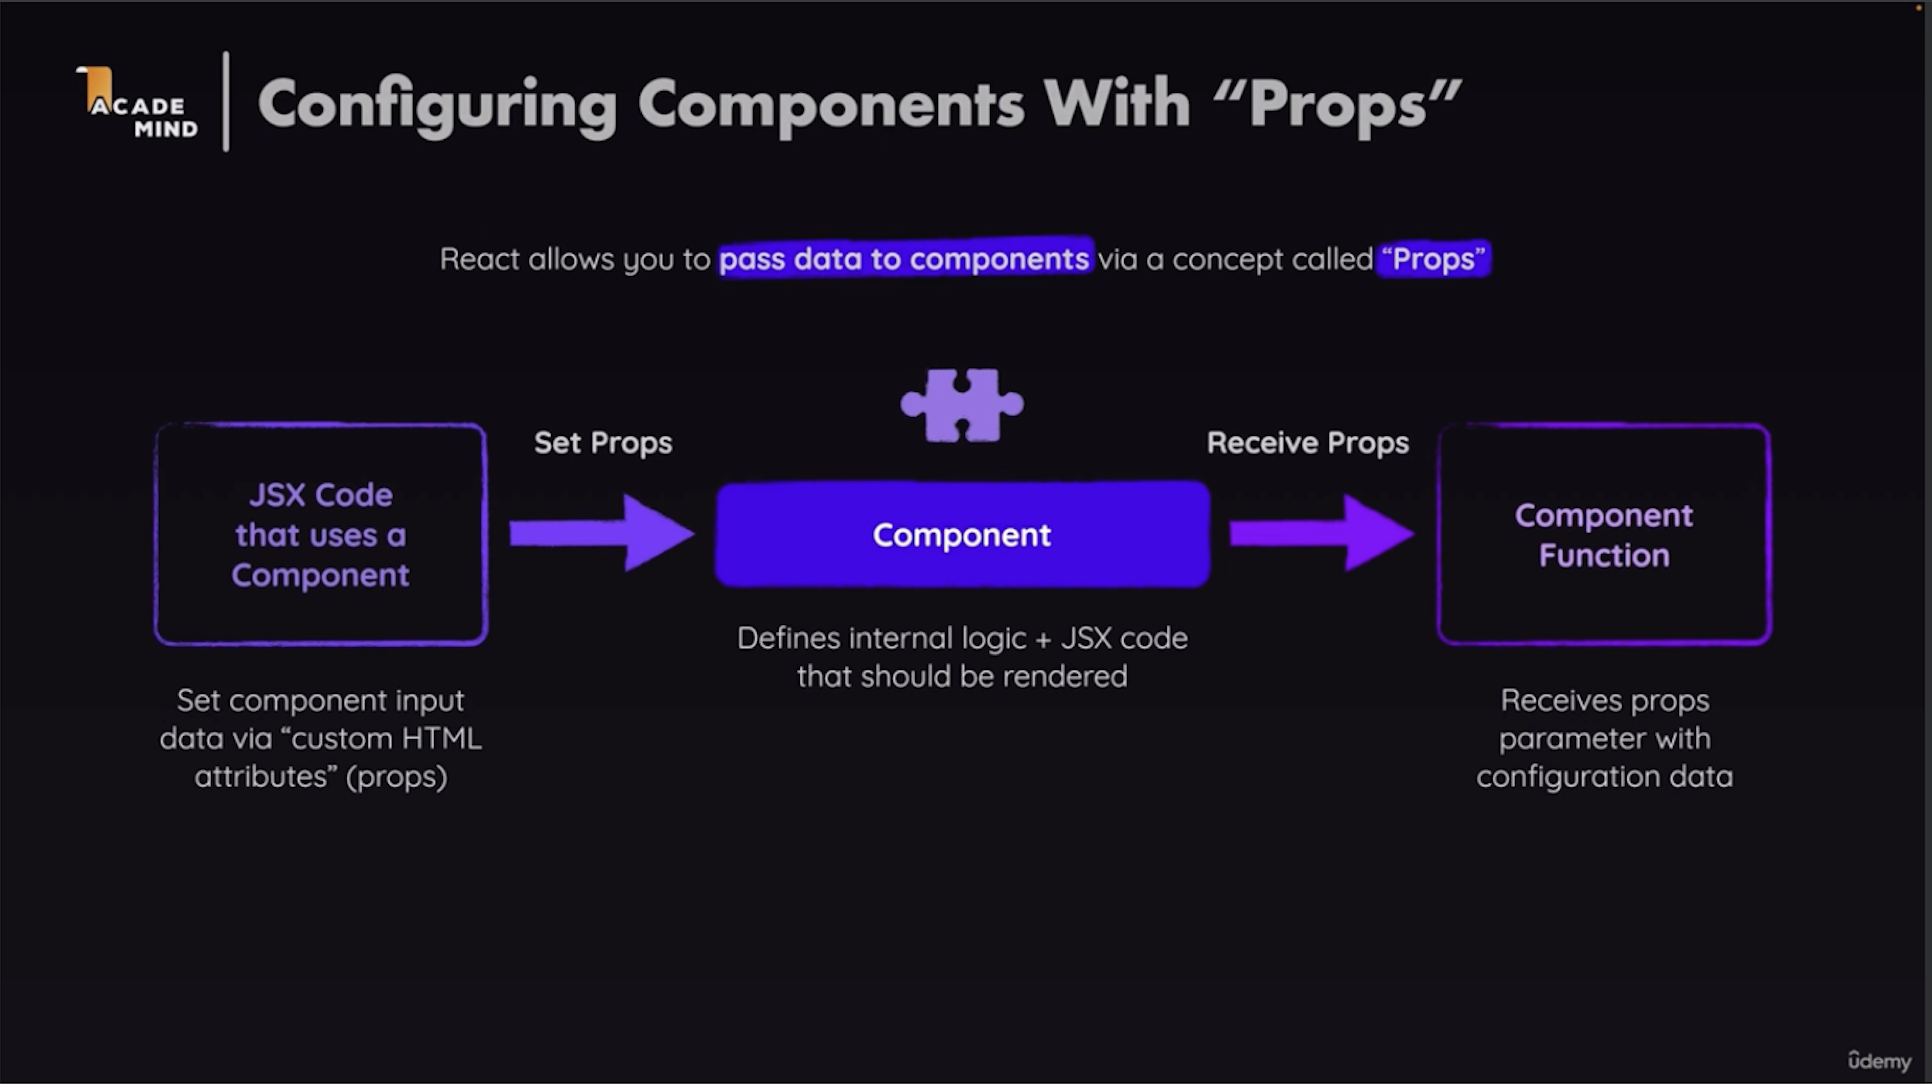 ACADE
MIND
Configuring Components With “Props”
React allows you to pass data to components via a concept called “Props”
JSX Code
that uses a
Component
Set Props
Component
Receive Props
Component
Function
Set component input
data via “custom HTML
attributes” (props)
Defines internal logic + JSX code
that should be rendered
Receives props
parameter with
configuration data
ûdemy